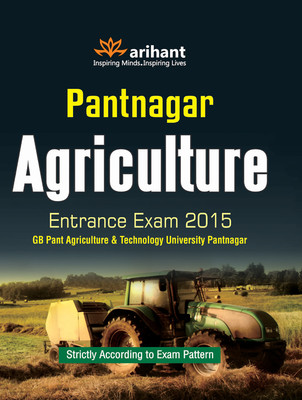 arihant
Inspiring Minds.Inspiring Lives
Pantnagar
Agriculture
Entrance Exam 2015
GB Pant Agriculture & Technology University Pantnagar
Strictly According to Exam Pattern